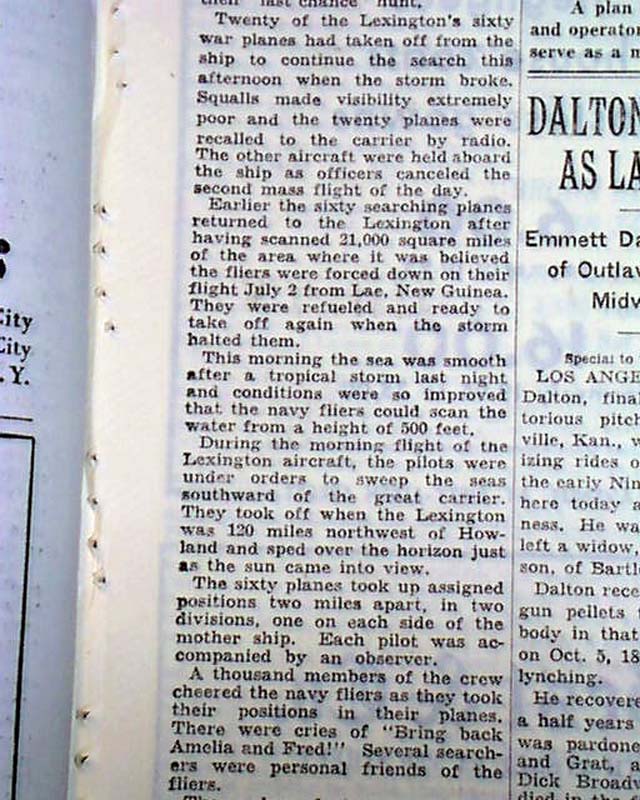 their "last chance" hunt.
Twenty of the Lexington's sixty
war planes had taken off from the
ship to continue the search this
afternoon when the storm broke.
Squalls made visibility extremely
poor and the twenty planes were
recalled to the carrier by radio.
The other aircraft were held aboard
the ship as officers canceled the
second mass flight of the day.
Earlier the sixty searching planes
returned to the Lexington after
having scanned 21,000 square miles
of the area where it was believed
the fliers were forced down on their
flight July 2 from Lae, New Guinea.
They were refueled and ready to
take off again when the storm
halted them.
This morning the sea was smooth
after a tropical storm last night
and conditions were so improved
that the navy fliers could scan the
water from a height of 500 feet.
During the morning flight of the
Lexington aircraft, the pilots were
under orders to sweep the seas
southward of the great carrier.
They took off when the Lexington
was 120 miles northwest of How-
land and sped over the horizon just
as the sun came into view.
The sixty planes took up assigned
positions two miles apart, in two
divisions, one on each side of the
mother ship. Each pilot was ac-
companied by an observer.
A thousand members of the crew
cheered the navy fliers as they took
their positions in their planes.
There were cries of "Bring back
Amelia and Fred!" Several search-
ers were personal friends of the
fliers.
A plan
and operator
serve as a m
DALTON
AS LA
Emmett Da
of Outlaw
Midw
Special to
LOS ANGE
Dalton, final
torious pitch
ville, Kan., w
izing rides o
the early Nin
here today a
ness. He wa
left a widow,
son, of Bartle
Dalton rece
gun pellets t
body in that
on Oct. 5, 18
lynching.
He recovere
a half years
was pardone
and Grat, a
Dick Broadw
died in the f
City
City
. Y.